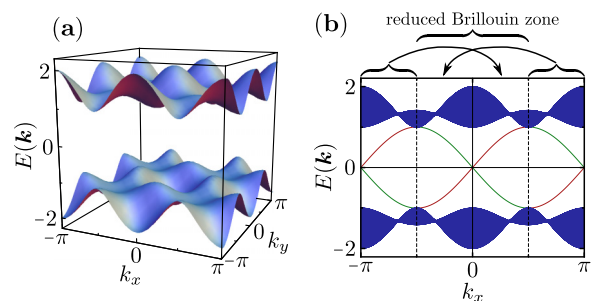 (a)
2
0
−2
E(k)
−π
0
π
kx
−π
0
π
ky
(b)
reduced Brillouin zone
2
0
−2
E(k)
−π
0
π
kx